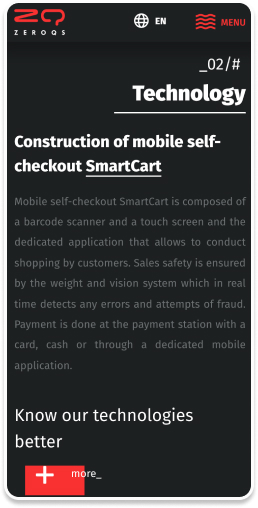 ZQ
EN
MENU
ZEROQS
_02/#
Technology
Construction of mobile self-
checkout SmartCart
Mobile self-checkout SmartCart is composed of
a barcode scanner and a touch screen and the
dedicated application that allows to conduct
shopping by customers. Sales safety is ensured
by the weight and vision system which in real
time detects any errors and attempts of fraud.
Payment is done at the payment station with a
card, cash or through a dedicated mobile
application.
Know our technologies
better
+ more_